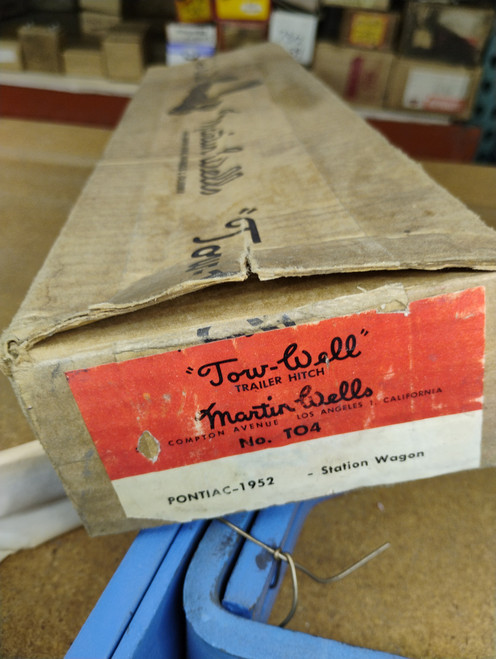 "Tow-Well"
TRAILER HITCH
Martin Wells
COMPTON AVENUE LOS ANGELES 1, CALIFORNIA
No. TO4
PONTIAC-1952 - Station Wagon
Martin Wells
"Tow-